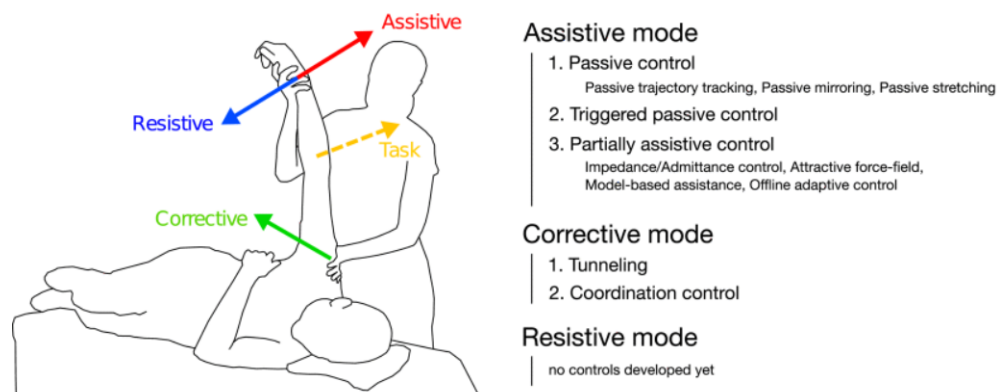 Assistive
Resistive
Task
Corrective
Assistive mode
1. Passive control
Passive trajectory tracking, Passive mirroring, Passive stretching
2. Triggered passive control
3. Partially assistive control
Impedance/Admittance control, Attractive force-field,
Model-based assistance, Offline adaptive control
Corrective mode
1. Tunneling
2. Coordination control
Resistive mode
no controls developed yet